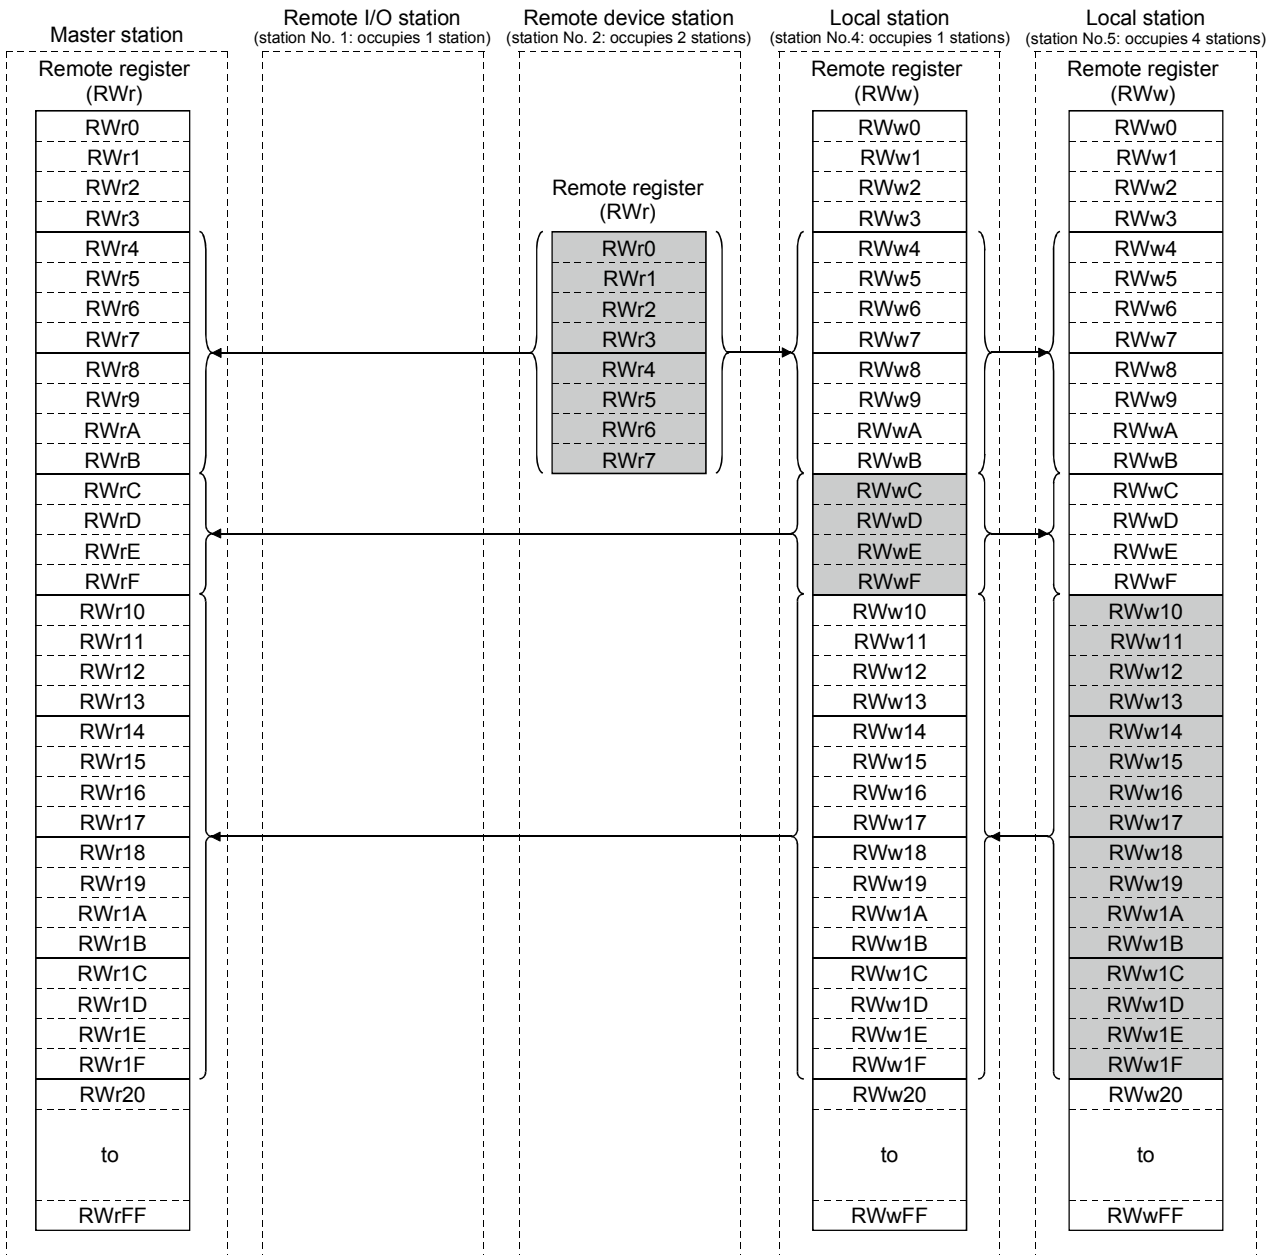 Master station
Remote I/O station
(station No. 1: occupies 1 station)
Remote device station
(station No. 2: occupies 2 stations)
Local station
(station No.4: occupies 1 stations)
Local station
(station No.5: occupies 4 stations)
Remote register
(RWr)
RWr0
RWr1
RWr2
RWr3
RWr4
RWr5
RWr6
RWr7
RWr8
RWr9
RWrA
RWrB
RWrC
RWrD
RWrE
RWrF
RWr10
RWr11
RWr12
RWr13
RWr14
RWr15
RWr16
RWr17
RWr18
RWr19
RWr1A
RWr1B
RWr1C
RWr1D
RWr1E
RWr1F
RWr20
to
RWrFF
Remote register
(RWr)
RWr0
RWr1
RWr2
RWr3
RWr4
RWr5
RWr6
RWr7
Remote register
(RWw)
RWw0
RWw1
RWw2
RWw3
RWw4
RWw5
RWw6
RWw7
RWw8
RWw9
RWwA
RWwB
RWwC
RWwD
RWwE
RWwF
RWw10
RWw11
RWw12
RWw13
RWw14
RWw15
RWw16
RWw17
RWw18
RWw19
RWw1A
RWw1B
RWw1C
RWw1D
RWw1E
RWw1F
RWw20
to
RWwFF
Remote register
(RWw)
RWw0
RWw1
RWw2
RWw3
RWw4
RWw5
RWw6
RWw7
RWw8
RWw9
RWwA
RWwB
RWwC
RWwD
RWwE
RWwF
RWw10
RWw11
RWw12
RWw13
RWw14
RWw15
RWw16
RWw17
RWw18
RWw19
RWw1A
RWw1B
RWw1C
RWw1D
RWw1E
RWw1F
RWw20
to
RWwFF